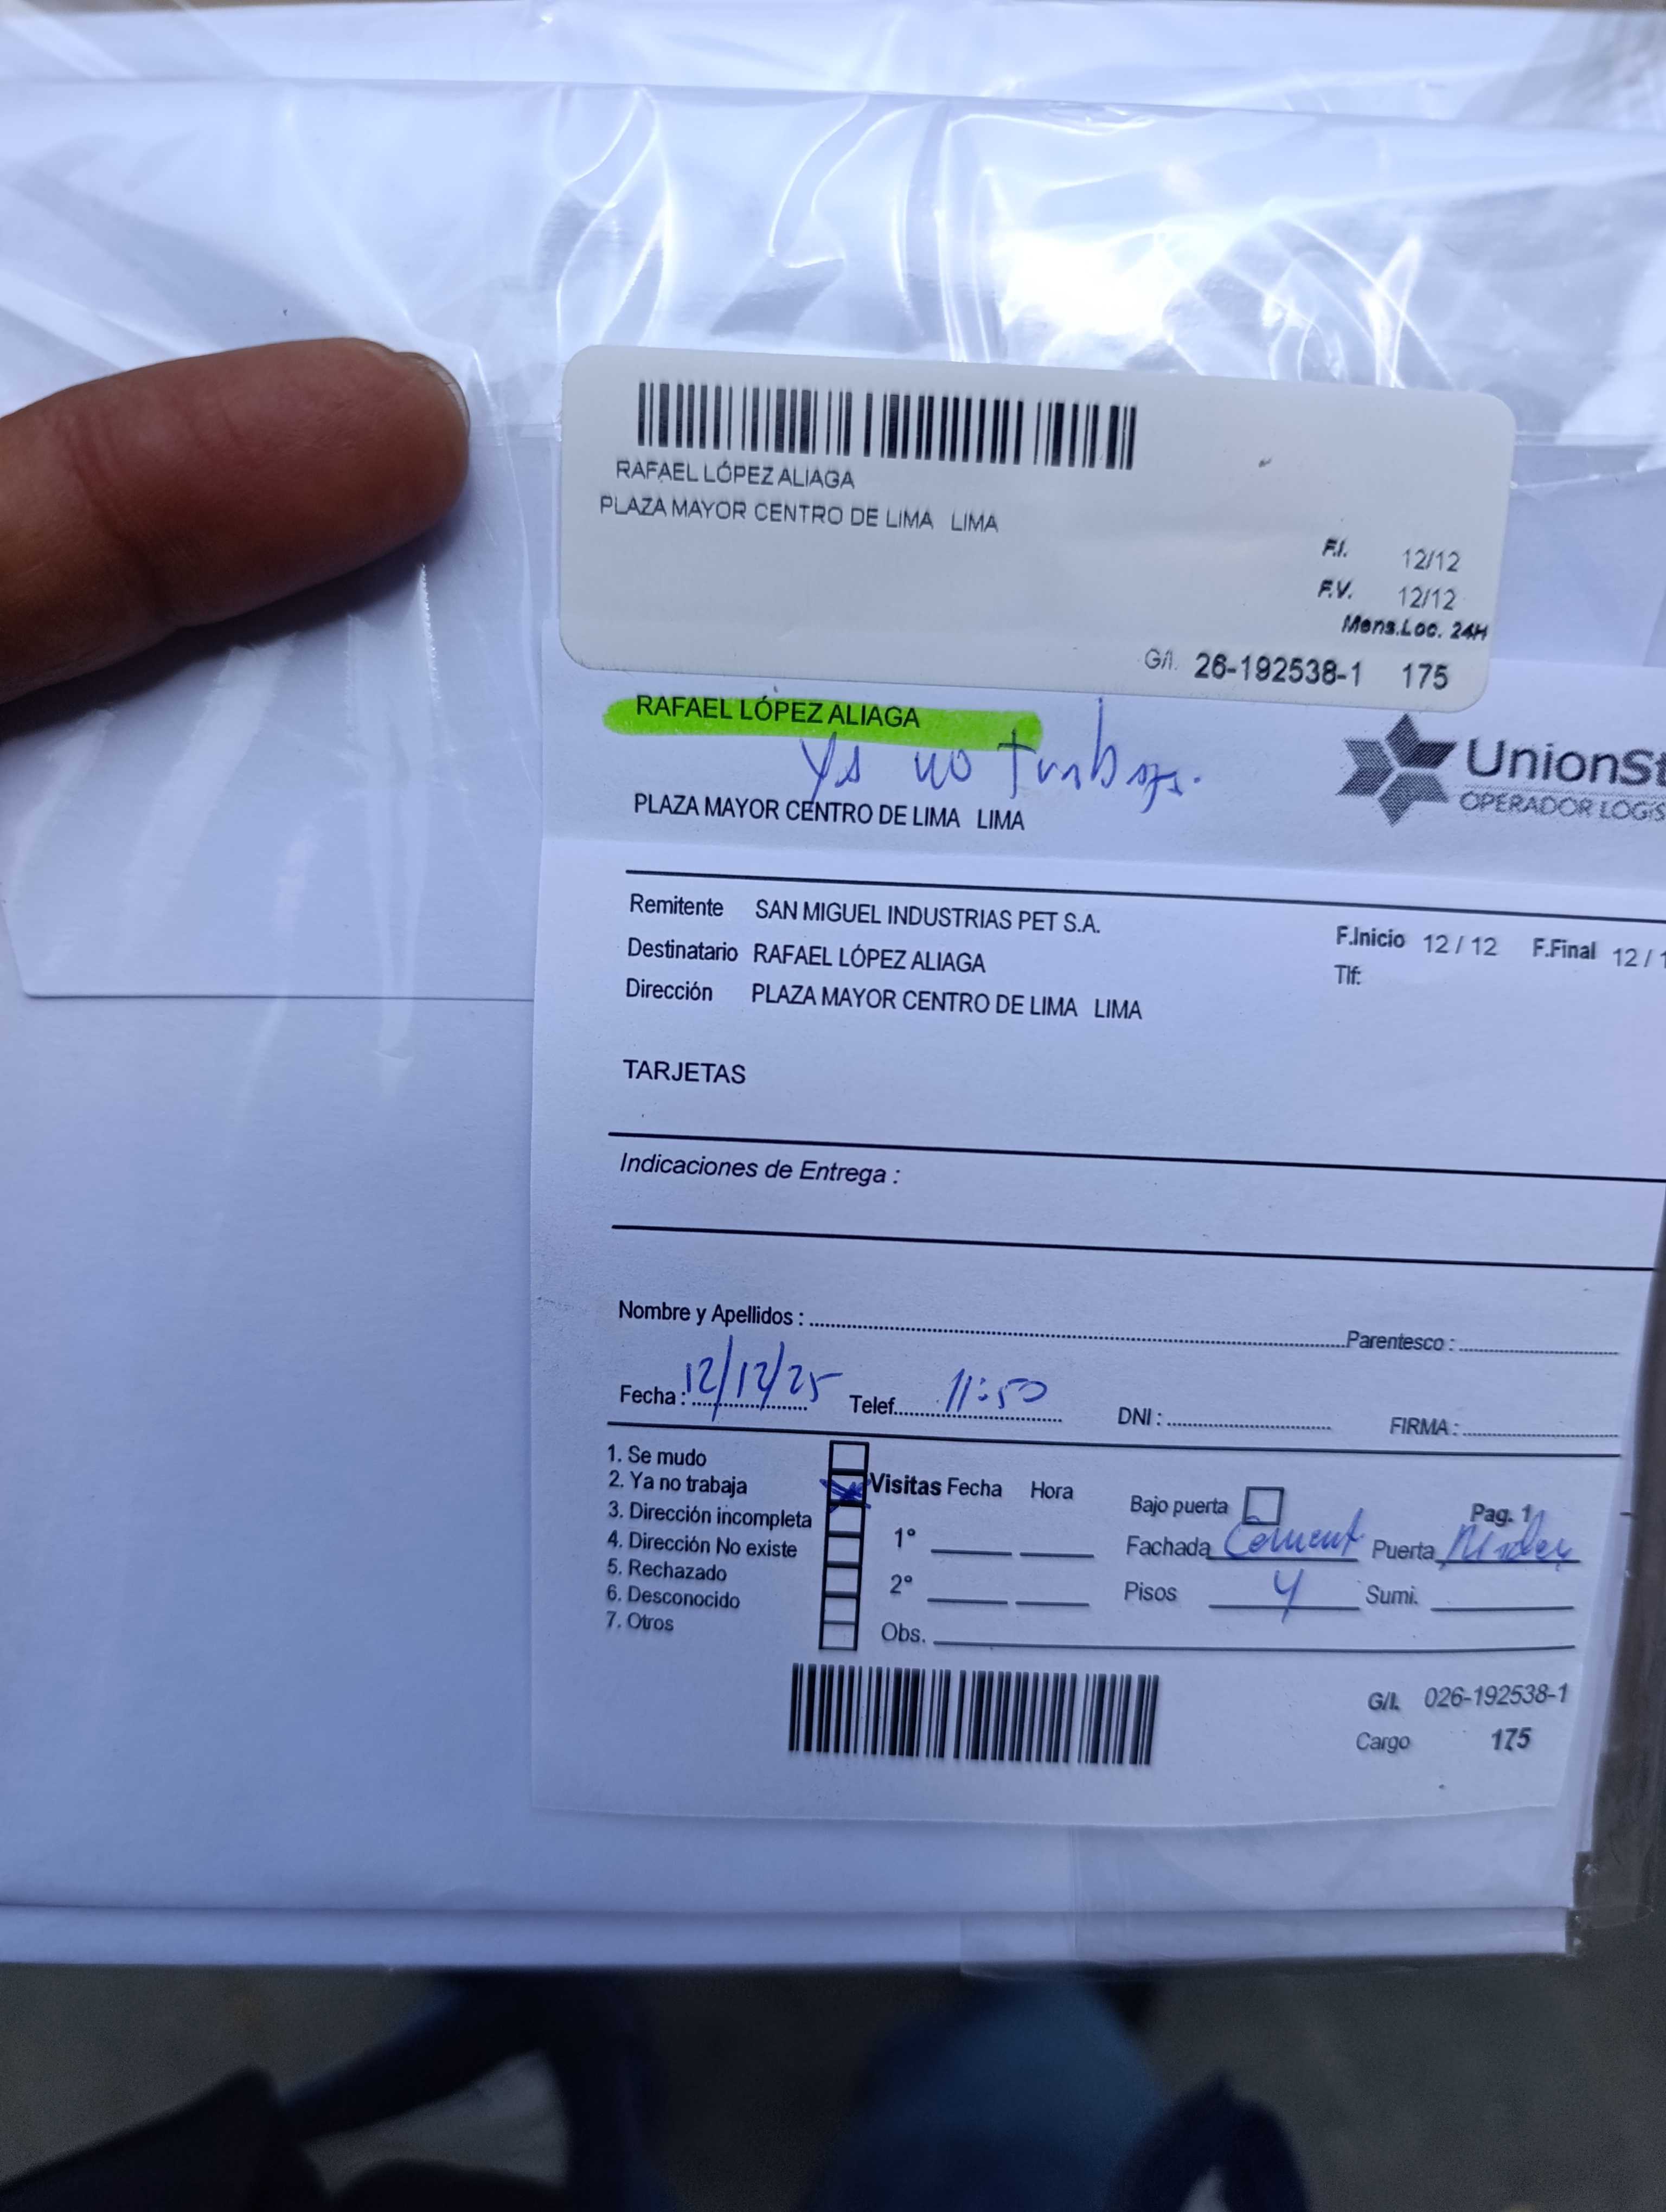 RAFAEL LÓPEZ ALIAGA
PLAZA MAYOR CENTRO DE LIMA LIMA
F.I. 12/12
F.V. 12/12
Mens.Loc. 24H
G/I. 26-192538-1 175
RAFAEL LÓPEZ ALIAGA
Ya no trabaja.
PLAZA MAYOR CENTRO DE LIMA LIMA
UnionSt
OPERADOR LOGIS
Remitente SAN MIGUEL INDUSTRIAS PET S.A.
Destinatario RAFAEL LÓPEZ ALIAGA
Dirección PLAZA MAYOR CENTRO DE LIMA LIMA
F.Inicio 12 / 12 F.Final 12 / 1
Tlf:
TARJETAS
Indicaciones de Entrega :
Nombre y Apellidos : Parentesco :
Fecha : 12/12/25 Telef. 11:50 DNI : FIRMA :
1. Se mudo
2. Ya no trabaja
3. Dirección incompleta
4. Dirección No existe
5. Rechazado
6. Desconocido
7. Otros
Visitas Fecha Hora
1°
2°
Obs.
Bajo puerta Pag. 1
Fachada Cement Puerta
Pisos 4 Sumi.
G/I. 026-192538-1
Cargo 175